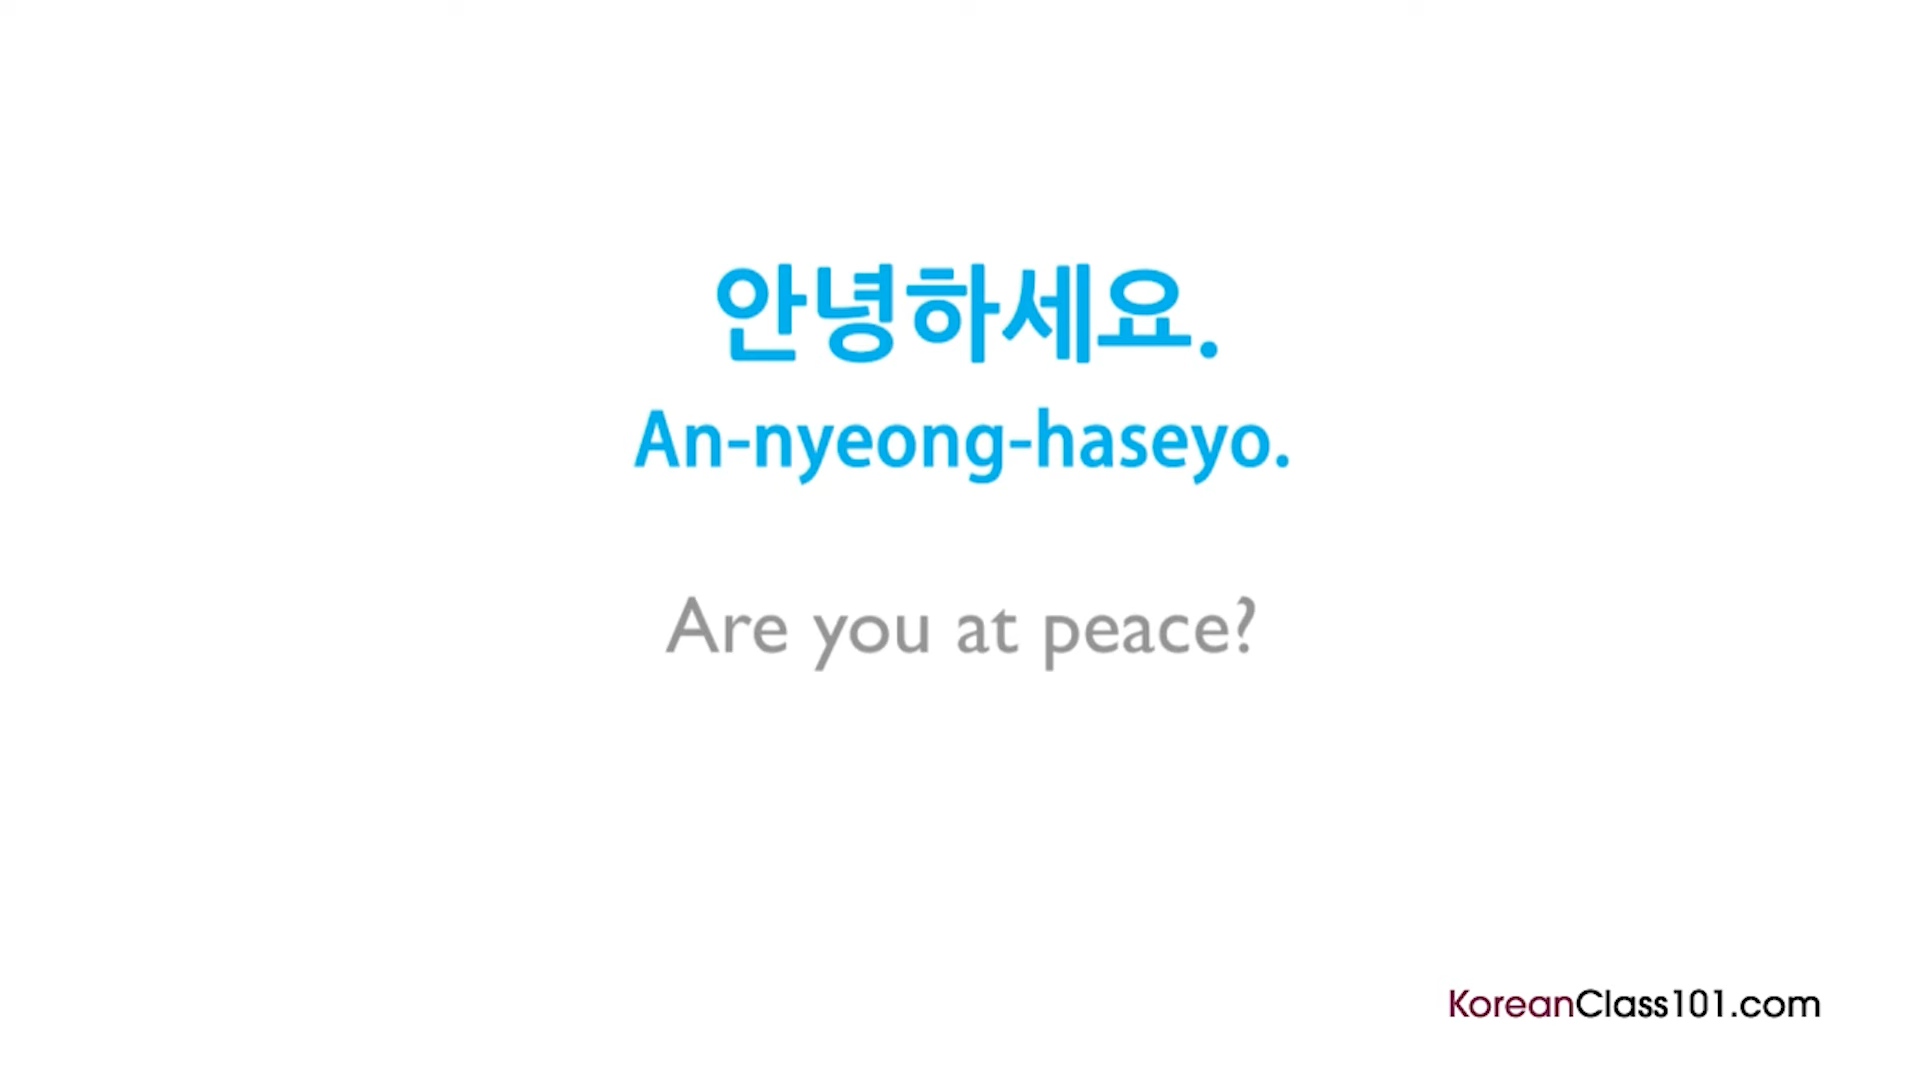 안녕하세요.
An-nyeong-haseyo.
Are you at peace?
KoreanClass101.com